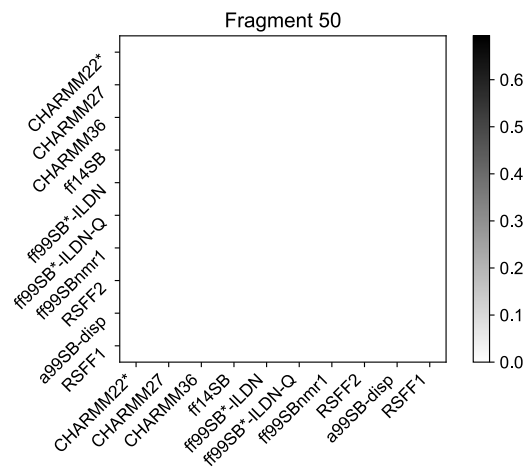 Fragment 50
CHARMM22*
CHARMM27
CHARMM36
ff14SB
ff99SB*-ILDN
ff99SB*-ILDN-Q
ff99SBnmr1
RSFF2
a99SB-disp
RSFF1
0.6
0.5
0.4
0.3
0.2
0.1
0.0
CHARMM22*
CHARMM27
CHARMM36
ff14SB
ff99SB*-ILDN
ff99SB*-ILDN-Q
ff99SBnmr1
RSFF2
a99SB-disp
RSFF1